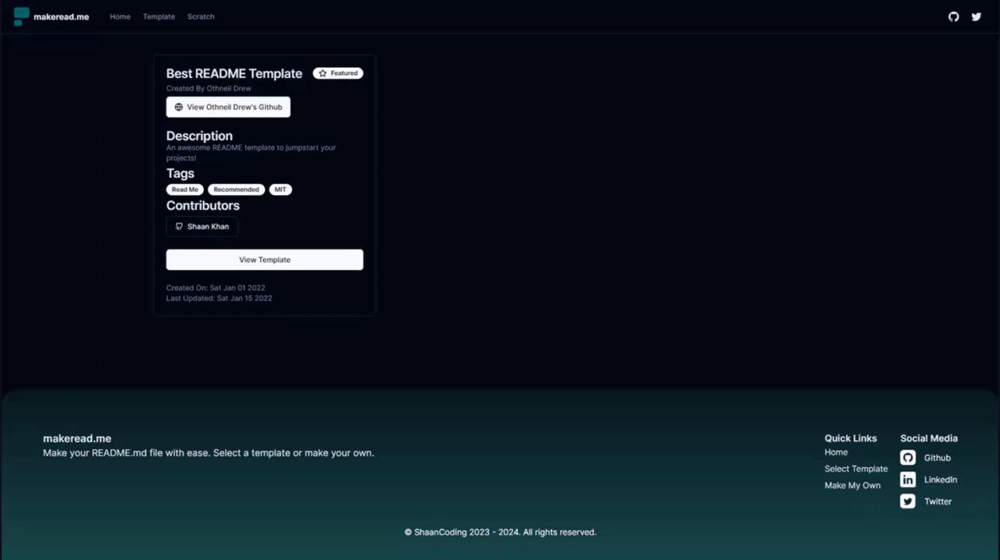 makeread.me Home Template Scratch
Best README Template Featured
Created By Othneil Drew
View Othneil Drew's Github
Description
An awesome README template to jumpstart your
projects!
Tags
Read Me Recommended MIT
Contributors
Shaan Khan
View Template
Created On: Sat Jan 01 2022
Last Updated: Sat Jan 15 2022
makeread.me
Make your README.md file with ease. Select a template or make your own.
Quick Links
Home
Select Template
Make My Own
Social Media
Github
LinkedIn
Twitter
© ShaanCoding 2023 - 2024. All rights reserved.